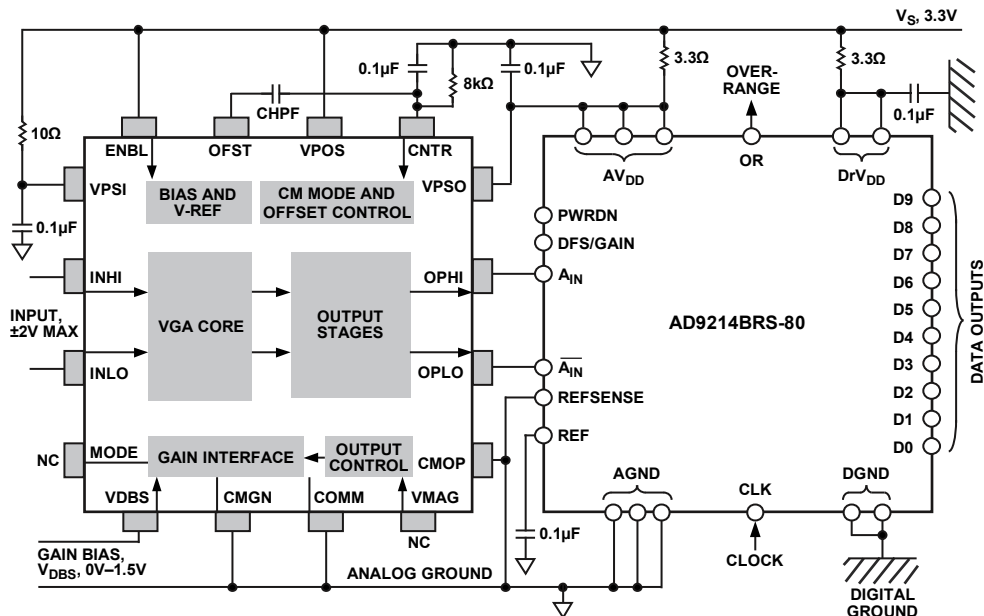 V_S, 3.3V
0.1µF
8kΩ
0.1µF
3.3Ω
3.3Ω
OVER-
RANGE
0.1µF
CHPF
10Ω
ENBL
OFST
VPOS
CNTR
OR
AV_DD
DrV_DD
VPSI
BIAS AND
V-REF
CM MODE AND
OFFSET CONTROL
VPSO
0.1µF
PWRDN
DFS/GAIN
D9
D8
D7
D6
D5
D4
D3
D2
D1
D0
DATA OUTPUTS
INHI
INPUT,
±2V MAX
INLO
VGA CORE
OUTPUT
STAGES
OPHI
OPLO
A_IN
AD9214BRS-80
A̅_I̅N̅
REFSENSE
REF
NC
MODE
GAIN INTERFACE
OUTPUT
CONTROL
CMOP
VDBS
CMGN
COMM
VMAG
NC
AGND
CLK
DGND
0.1µF
CLOCK
GAIN BIAS,
V_DBS, 0V–1.5V
ANALOG GROUND
DIGITAL
GROUND